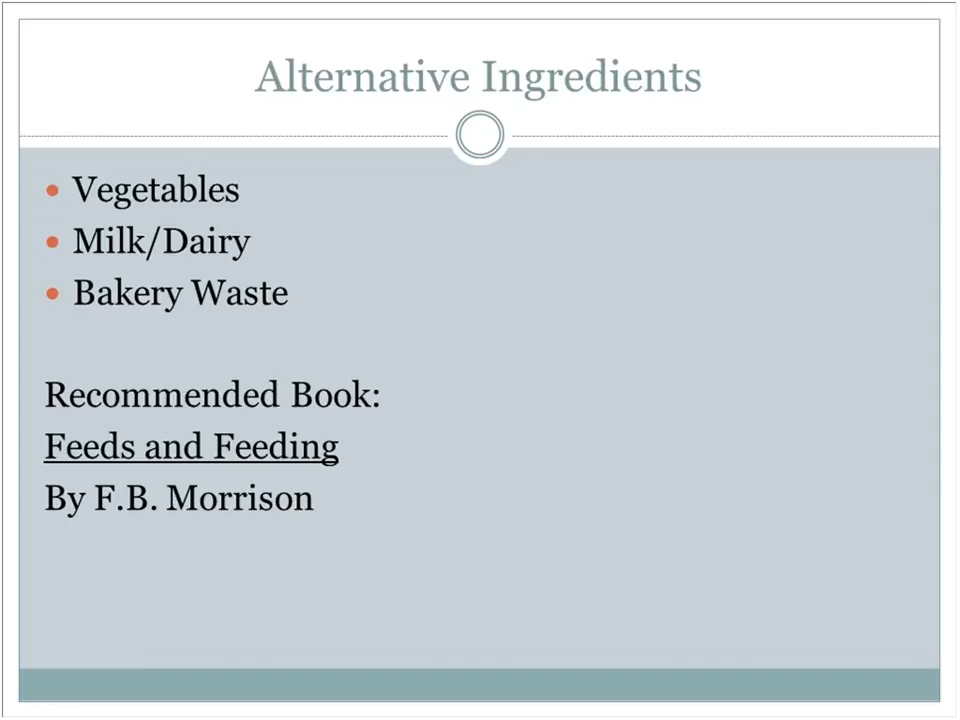 Alternative Ingredients
Vegetables
Milk/Dairy
Bakery Waste
Recommended Book:
Feeds and Feeding
By F.B. Morrison